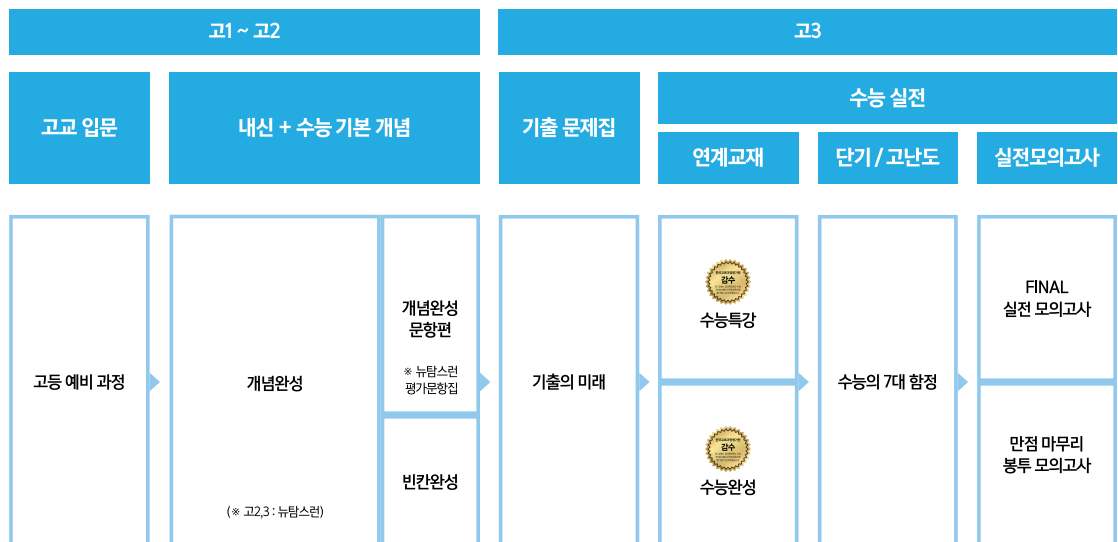 고1 ~ 고2
고3
고교 입문
내신 + 수능 기본 개념
기출 문제집
수능 실전
연계교재
단기 / 고난도
실전모의고사
고등 예비 과정
개념완성
(※ 고2,3 : 뉴탐스런)
개념완성
문항편
※ 뉴탐스런
평가문항집
빈칸완성
기출의 미래
감수
수능특강
감수
수능완성
수능의 7대 함정
FINAL
실전 모의고사
만점 마무리
봉투 모의고사